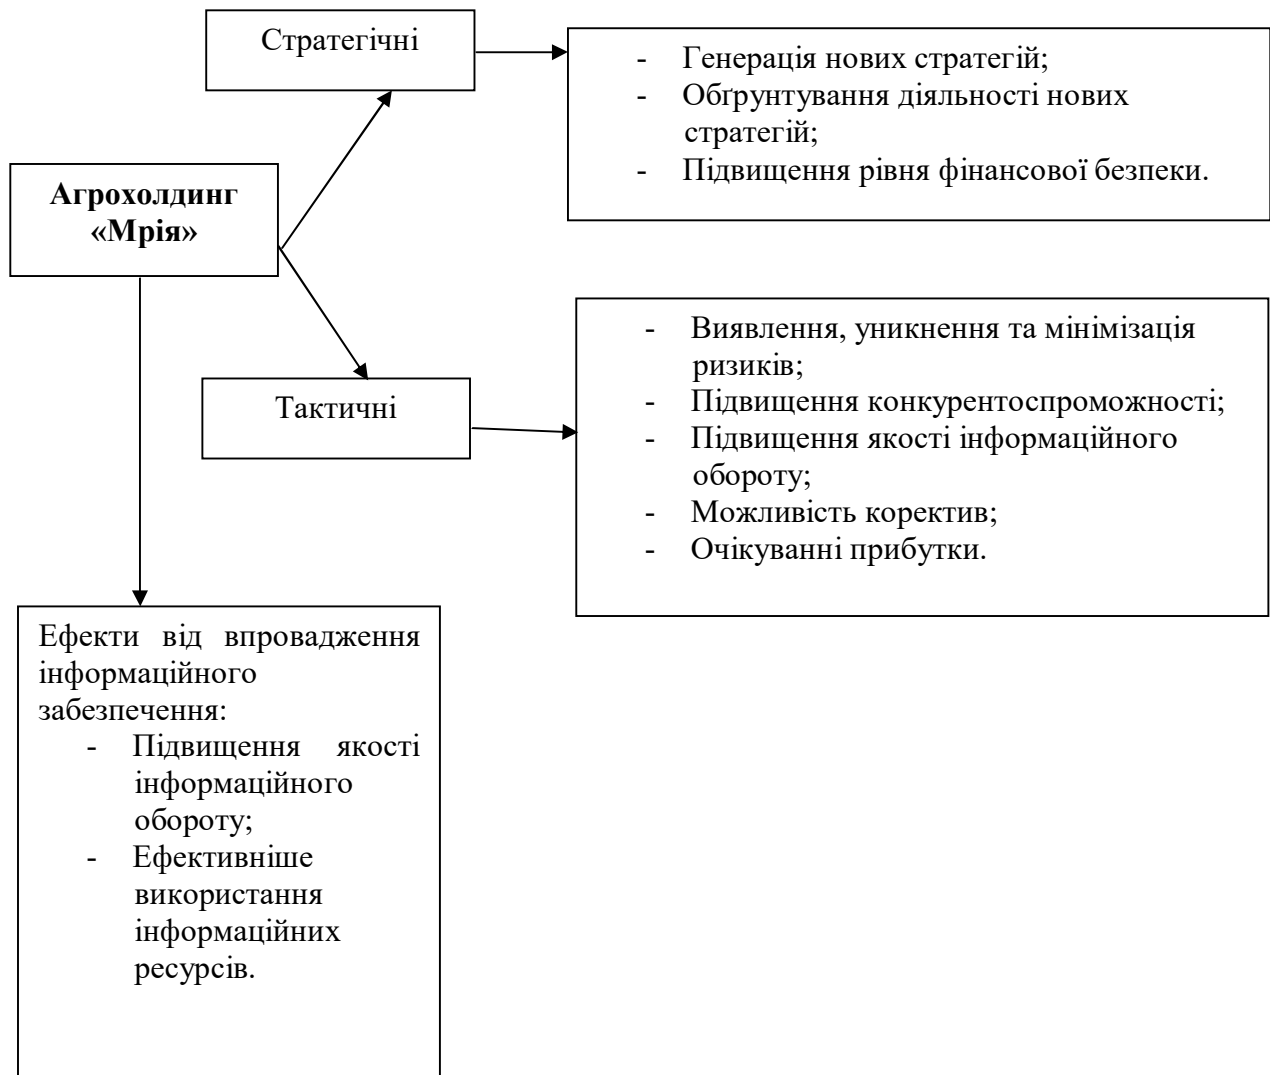 Стратегічні
- Генерація нових стратегій;
- Обґрунтування діяльності нових
стратегій;
- Підвищення рівня фінансової безпеки.
Агрохолдинг
«Мрія»
Тактичні
- Виявлення, уникнення та мінімізація
ризиків;
- Підвищення конкурентоспроможності;
- Підвищення якості інформаційного
обороту;
- Можливість коректив;
- Очікуванні прибутки.
Ефекти від впровадження
інформаційного
забезпечення:
- Підвищення якості
інформаційного
обороту;
- Ефективніше
використання
інформаційних
ресурсів.